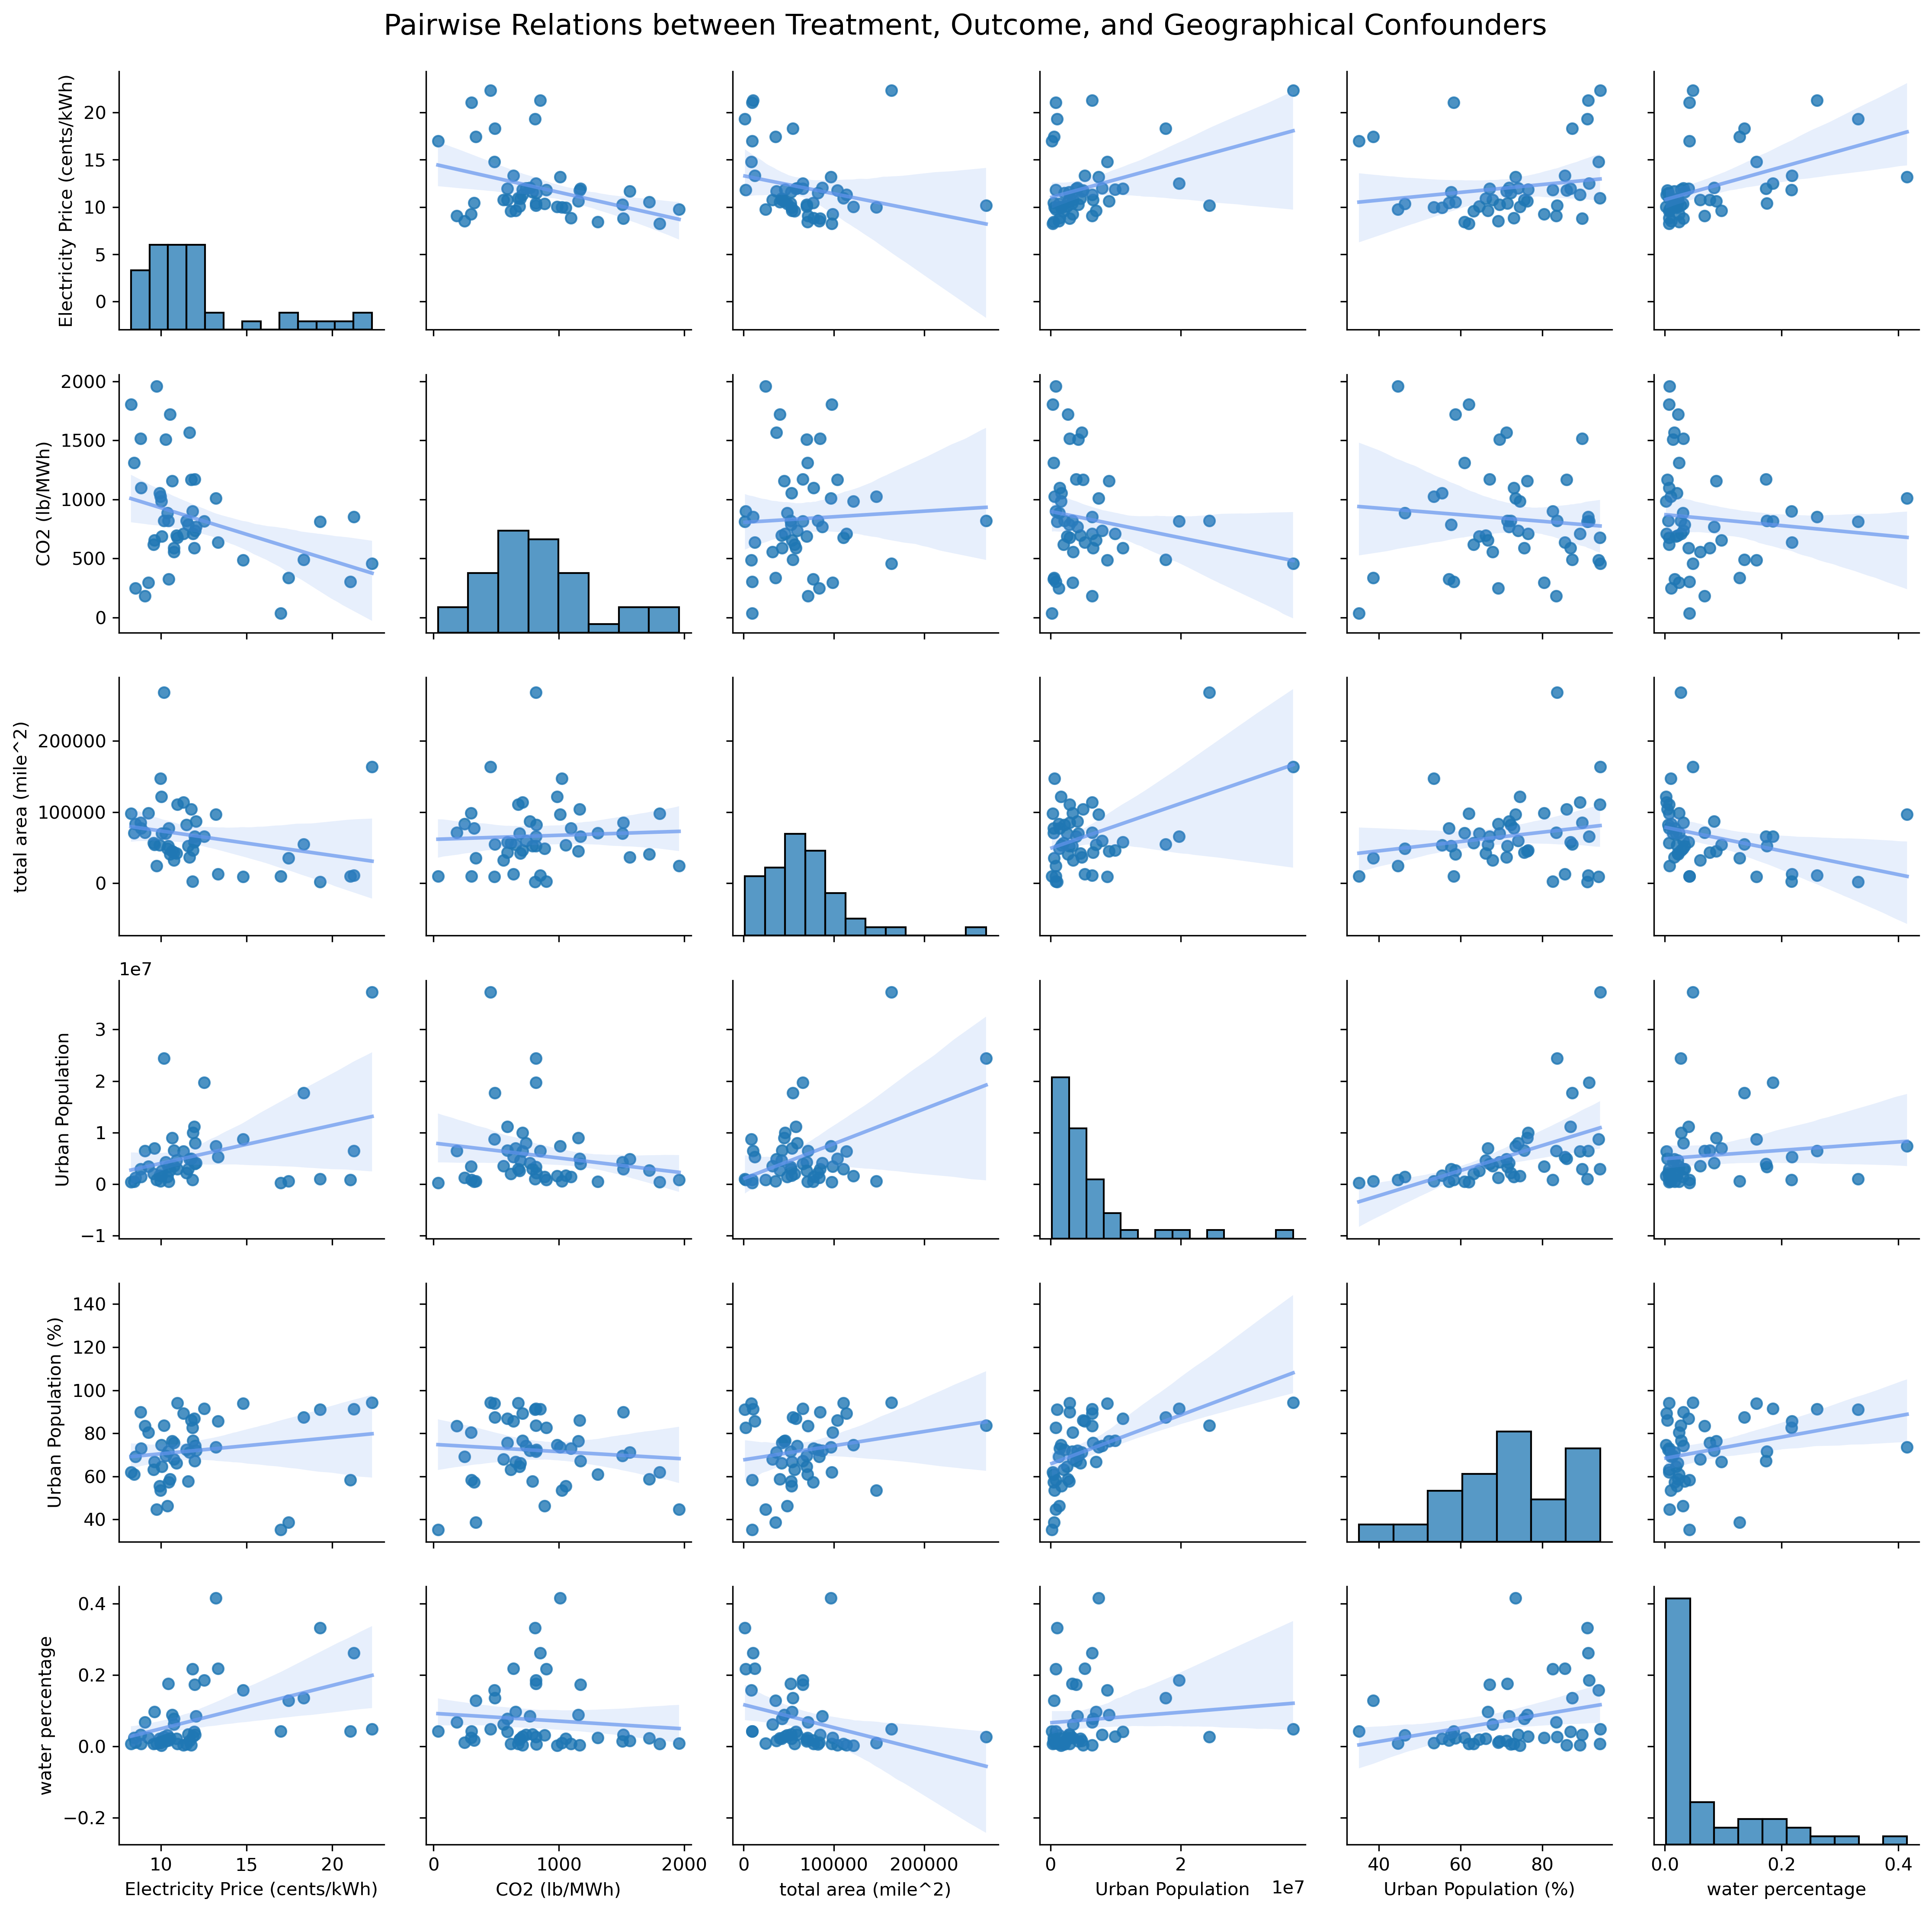 Pairwise Relations between Treatment, Outcome, and Geographical Confounders
Electricity Price (cents/kWh)
20
15
10
5
0
CO2 (lb/MWh)
2000
1500
1000
500
0
total area (mile^2)
200000
100000
0
1e7
Urban Population
3
2
1
0
−1
Urban Population (%)
140
120
100
80
60
40
water percentage
0.4
0.2
0.0
−0.2
10 15 20
Electricity Price (cents/kWh)
0 1000 2000
CO2 (lb/MWh)
0 100000 200000
total area (mile^2)
0 2
Urban Population 1e7
40 60 80
Urban Population (%)
0.0 0.2 0.4
water percentage